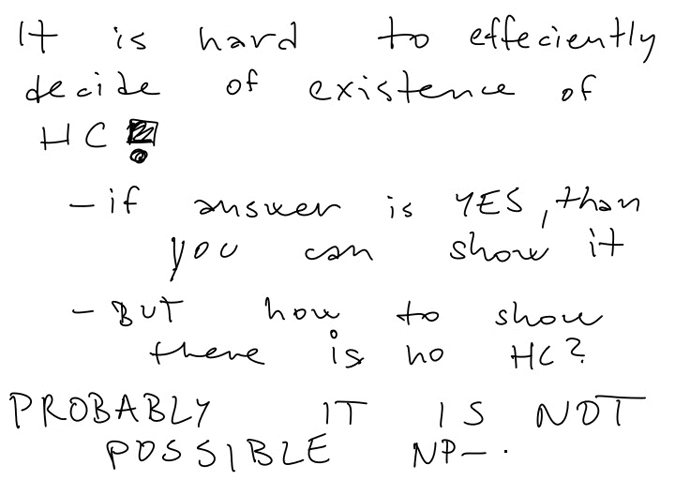 It is hard to effeciently
decide of existence of
HC!
- if answer is YES, than
you can show it
- BUT how to show
there is no HC?
PROBABLY IT IS NOT
POSSIBLE NP- .